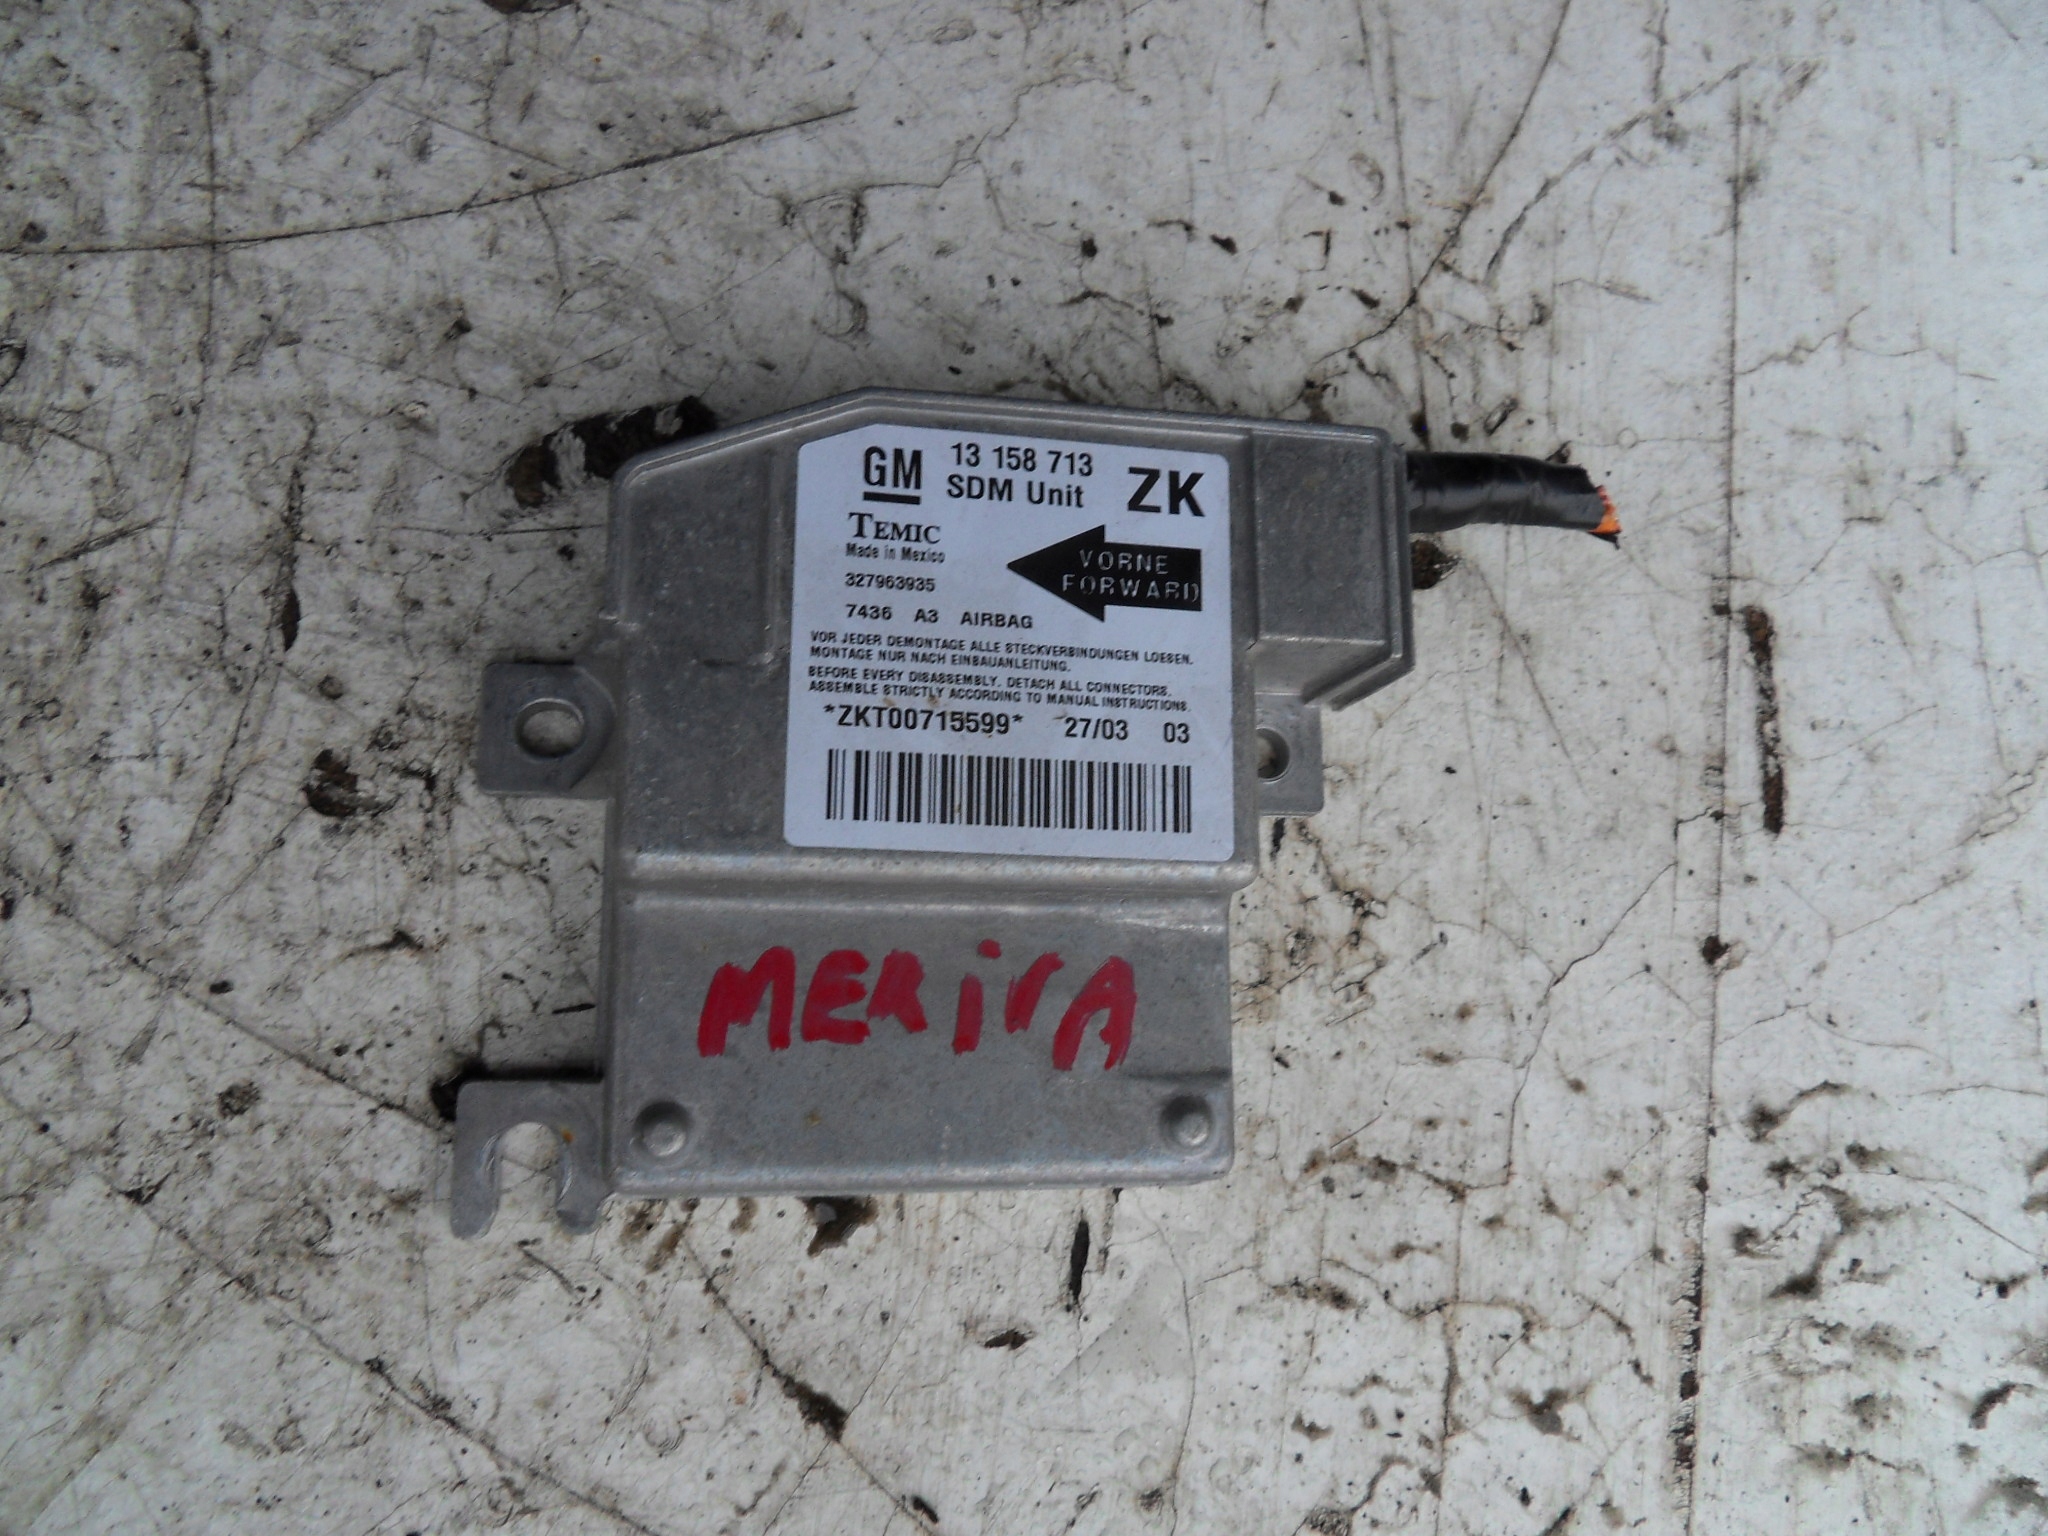 GM 13 158 713 ZK
SDM Unit
TEMIC
Made in Mexico
VORNE
FORWARD
327963935
7436 A3 AIRBAG
VOR JEDER DEMONTAGE ALLE STECKVERBINDUNGEN LOESEN.
MONTAGE NUR NACH EINBAUANLEITUNG.
BEFORE EVERY DISASSEMBLY, DETACH ALL CONNECTORS.
ASSEMBLE STRICTLY ACCORDING TO MANUAL INSTRUCTIONS.
*ZKT00715599* 27/03 03
MERiVA